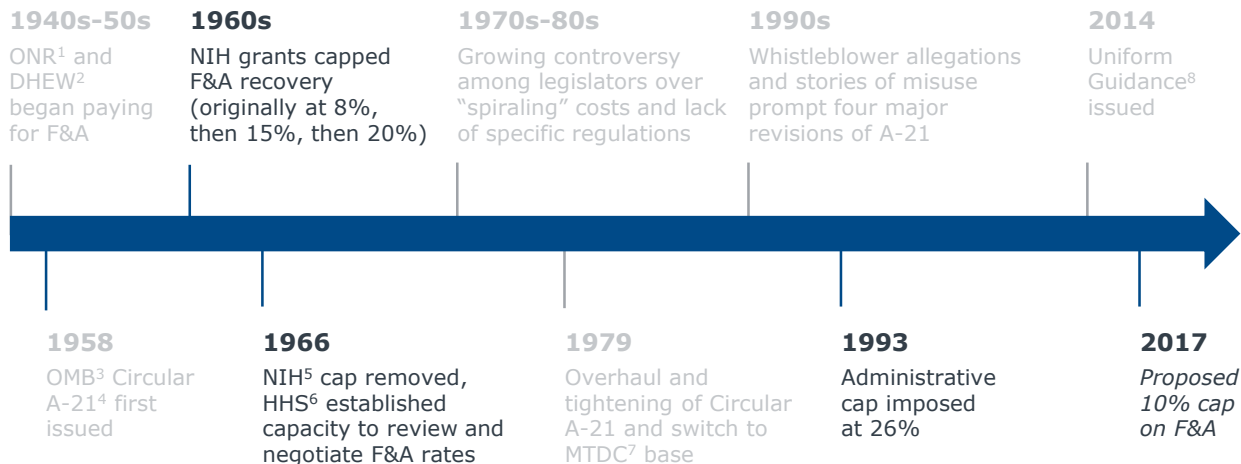 1940s-50s
ONR¹ and
DHEW²
began paying
for F&A
1960s
NIH grants capped
F&A recovery
(originally at 8%,
then 15%, then 20%)
1970s-80s
Growing controversy
among legislators over
“spiraling” costs and lack
of specific regulations
1990s
Whistleblower allegations
and stories of misuse
prompt four major
revisions of A-21
2014
Uniform
Guidance⁸
issued
1958
OMB³ Circular
A-21⁴ first
issued
1966
NIH⁵ cap removed,
HHS⁶ established
capacity to review and
negotiate F&A rates
1979
Overhaul and
tightening of Circular
A-21 and switch to
MTDC⁷ base
1993
Administrative
cap imposed
at 26%
2017
Proposed
10% cap
on F&A